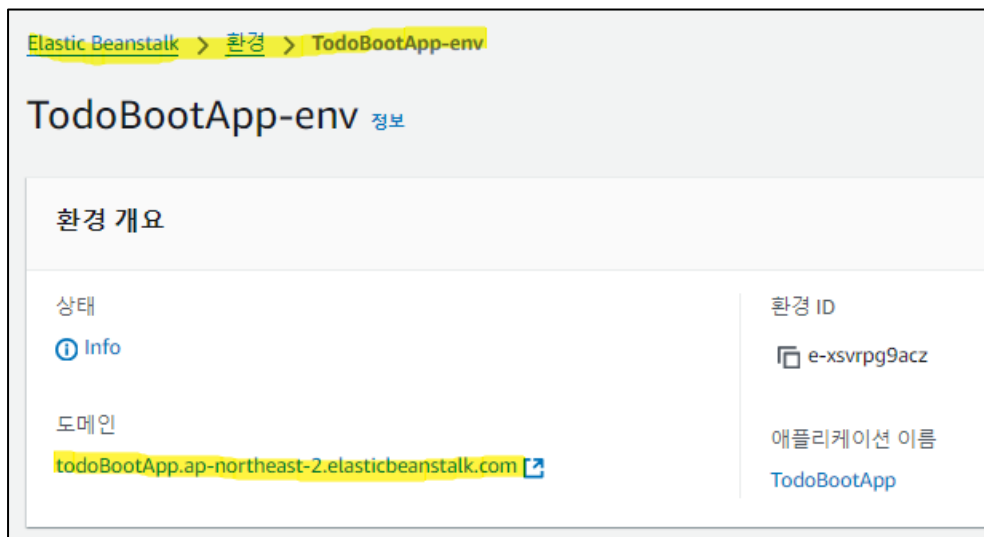 Elastic Beanstalk > 환경 > TodoBootApp-env
TodoBootApp-env 정보
환경 개요
상태
Info
도메인
todoBootApp.ap-northeast-2.elasticbeanstalk.com
환경 ID
e-xsvrpg9acz
애플리케이션 이름
TodoBootApp